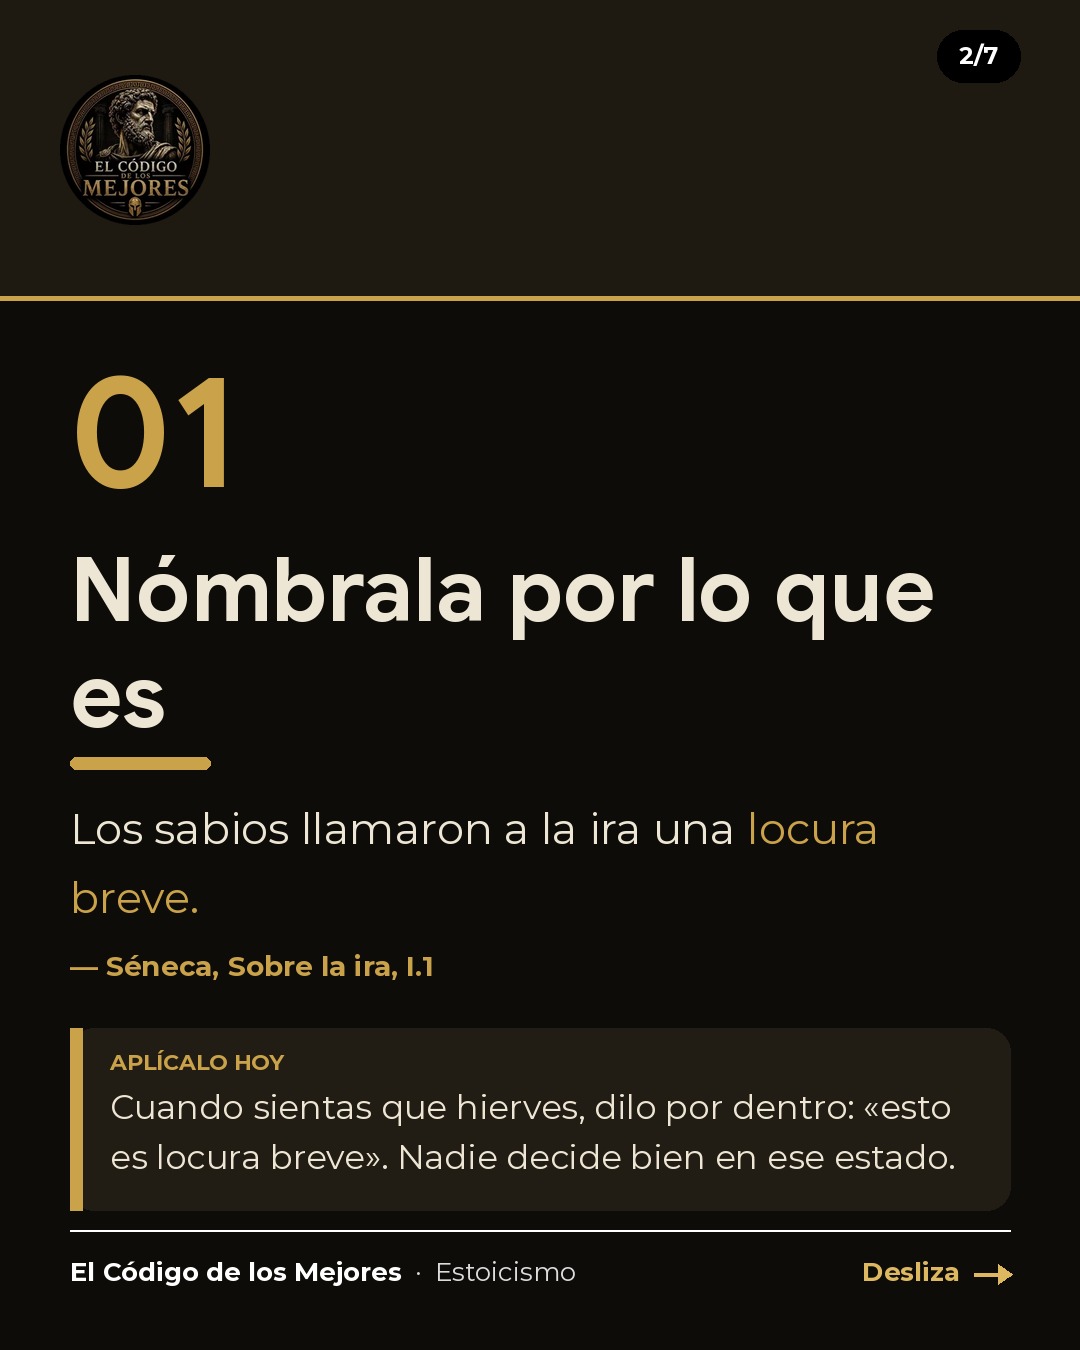 2/7
EL CÓDIGO
DE LOS
MEJORES
01
Nómbrala por lo que
es
Los sabios llamaron a la ira una locura
breve.
— Séneca, Sobre la ira, I.1
APLÍCALO HOY
Cuando sientas que hierves, dilo por dentro: «esto
es locura breve». Nadie decide bien en ese estado.
El Código de los Mejores · Estoicismo
Desliza